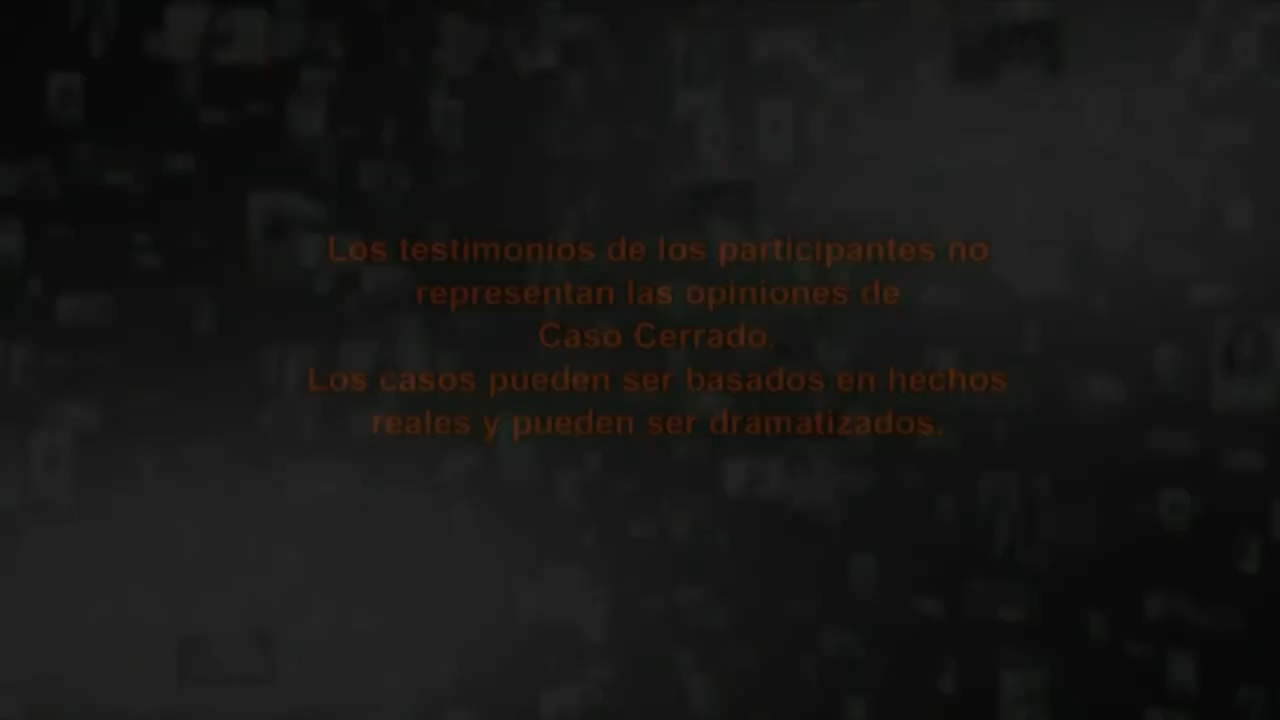 Los testimonios de los participantes no
representan las opiniones de
Caso Cerrado.
Los casos pueden ser basados en hechos
reales y pueden ser dramatizados.